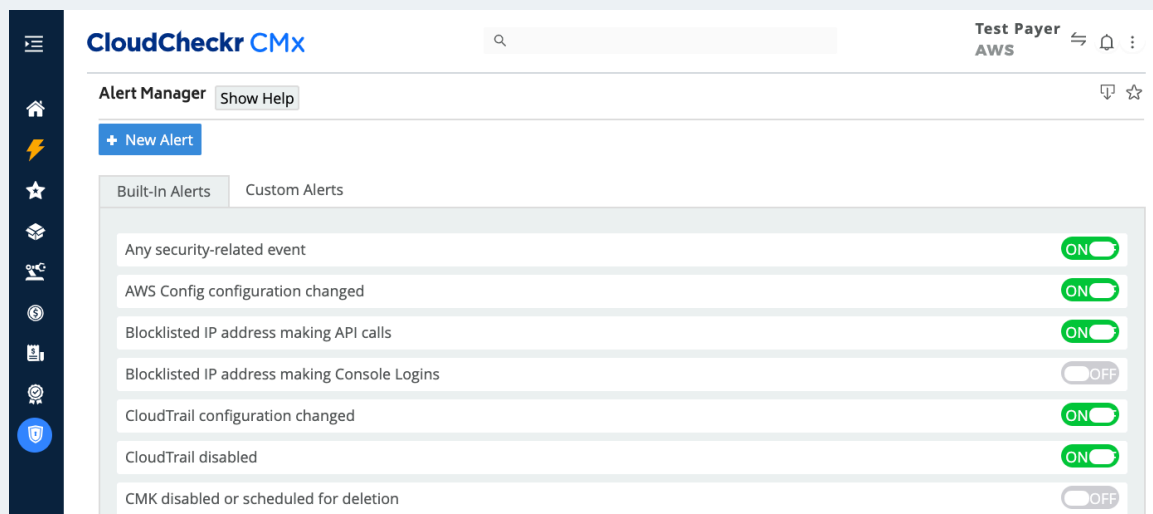 CloudCheckr CMx
Test Payer
AWS
Alert Manager
Show Help
+ New Alert
Built-In Alerts
Custom Alerts
Any security-related event ON
AWS Config configuration changed ON
Blocklisted IP address making API calls ON
Blocklisted IP address making Console Logins OFF
CloudTrail configuration changed ON
CloudTrail disabled ON
CMK disabled or scheduled for deletion OFF